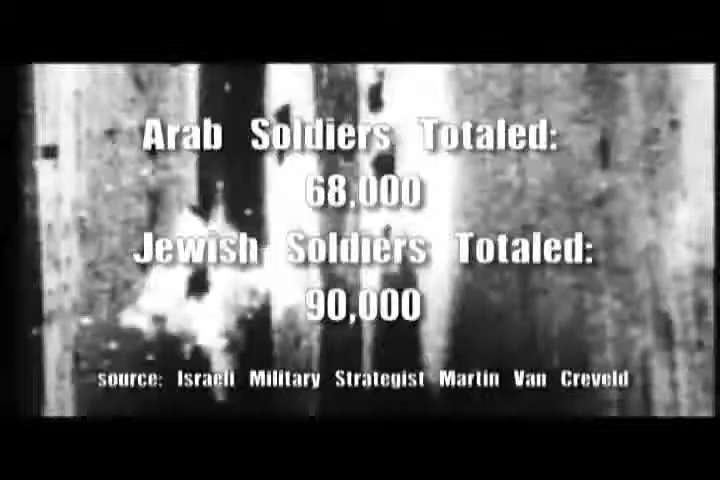 Arab Soldiers Totaled:
68,000
Jewish Soldiers Totaled:
90,000
source: Israeli Military Strategist Martin Van Creveld